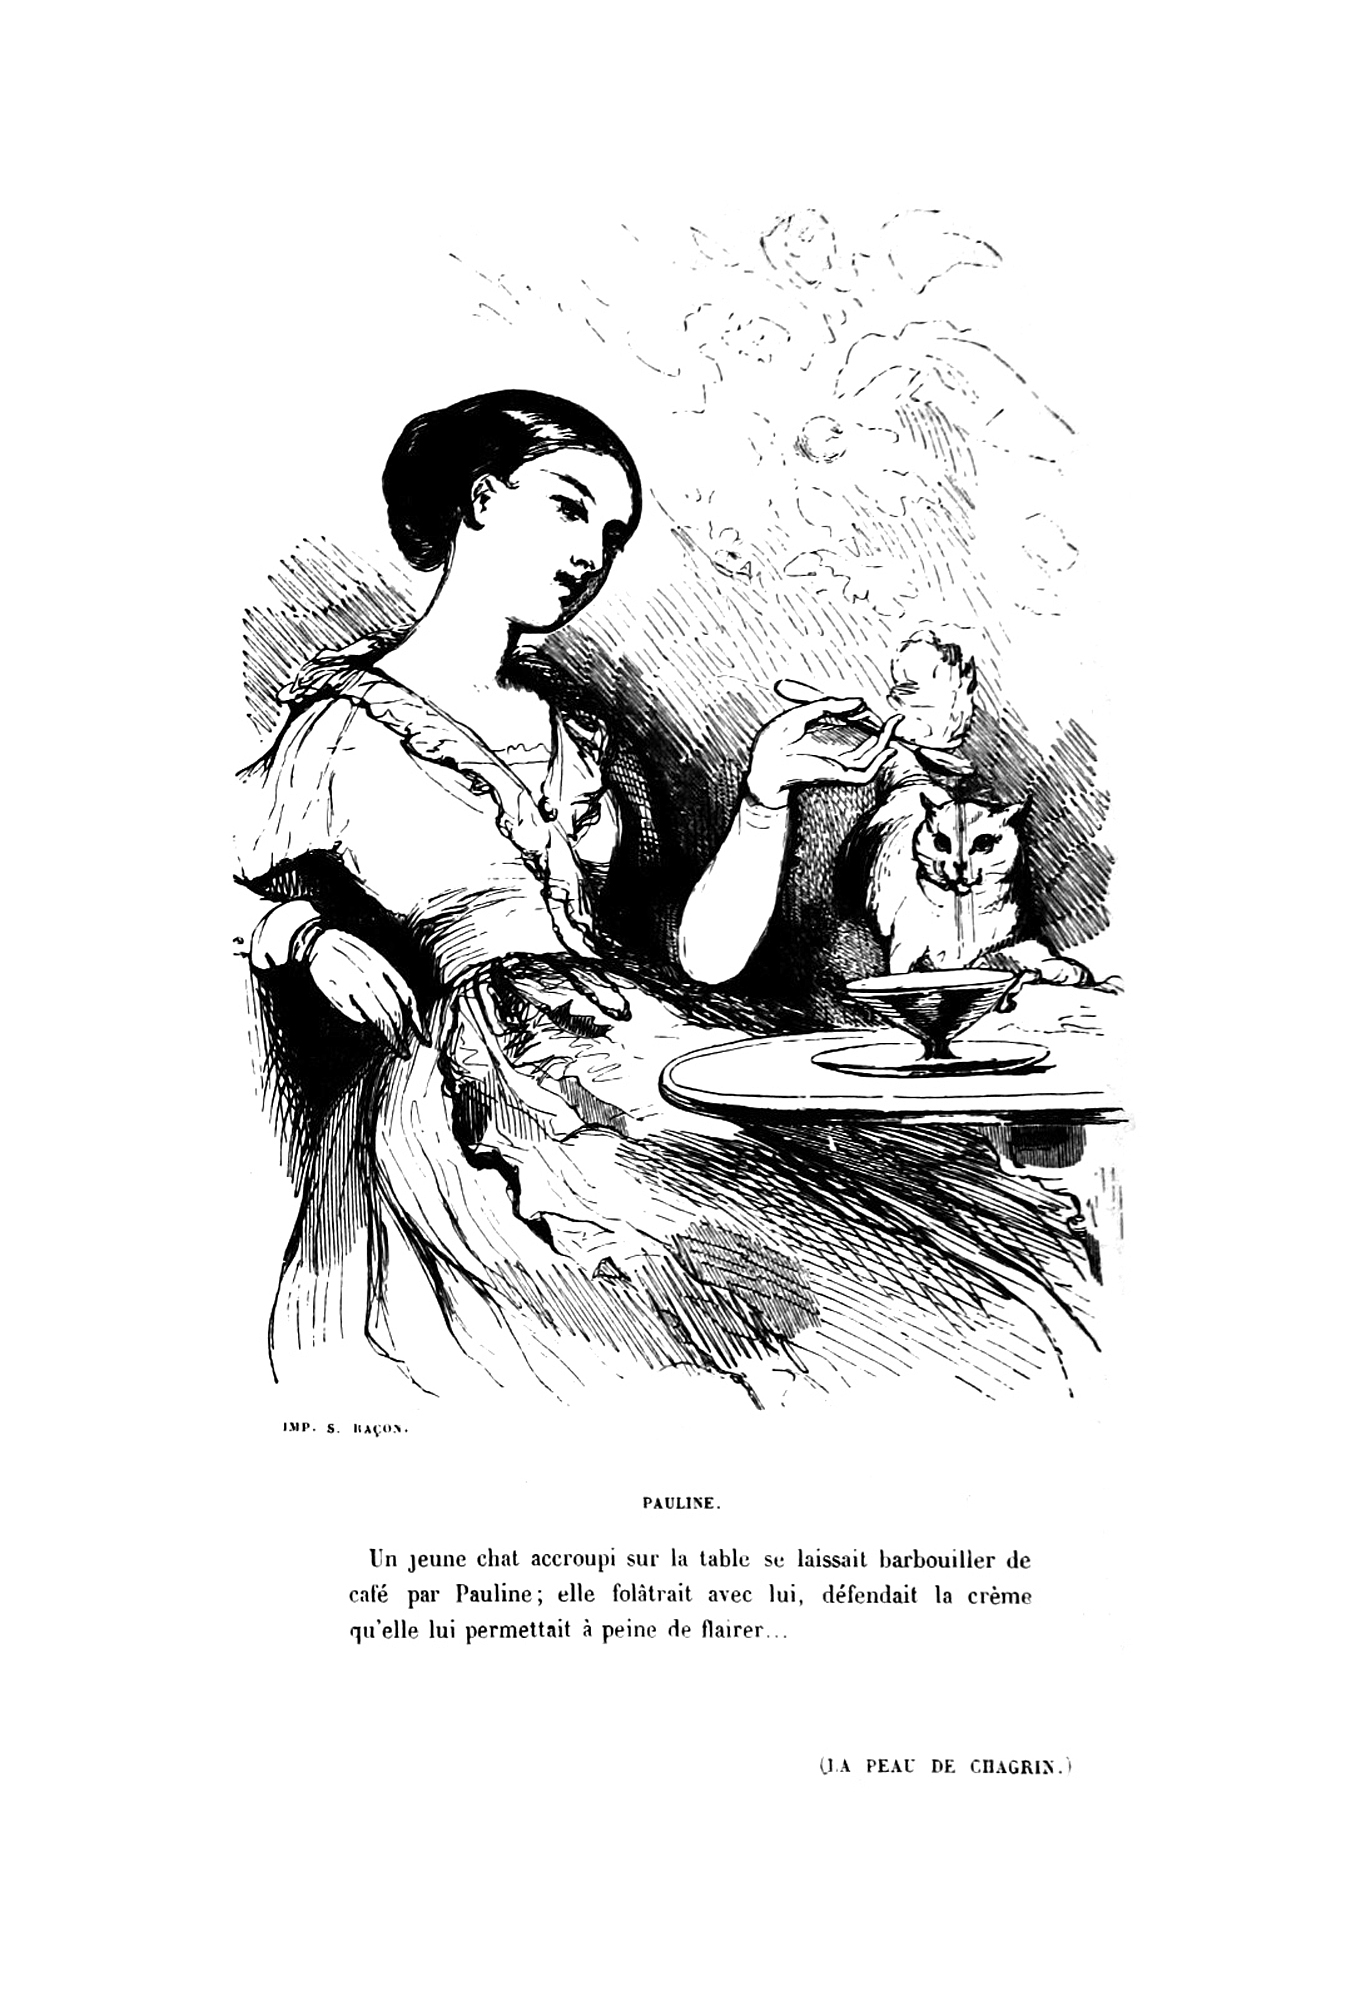 IMP. S. RAÇON.
PAULINE.
Un jeune chat accroupi sur la table se laissait barbouiller de
café par Pauline; elle folâtrait avec lui, défendait la crème
qu'elle lui permettait à peine de flairer...
(LA PEAU DE CHAGRIN.)